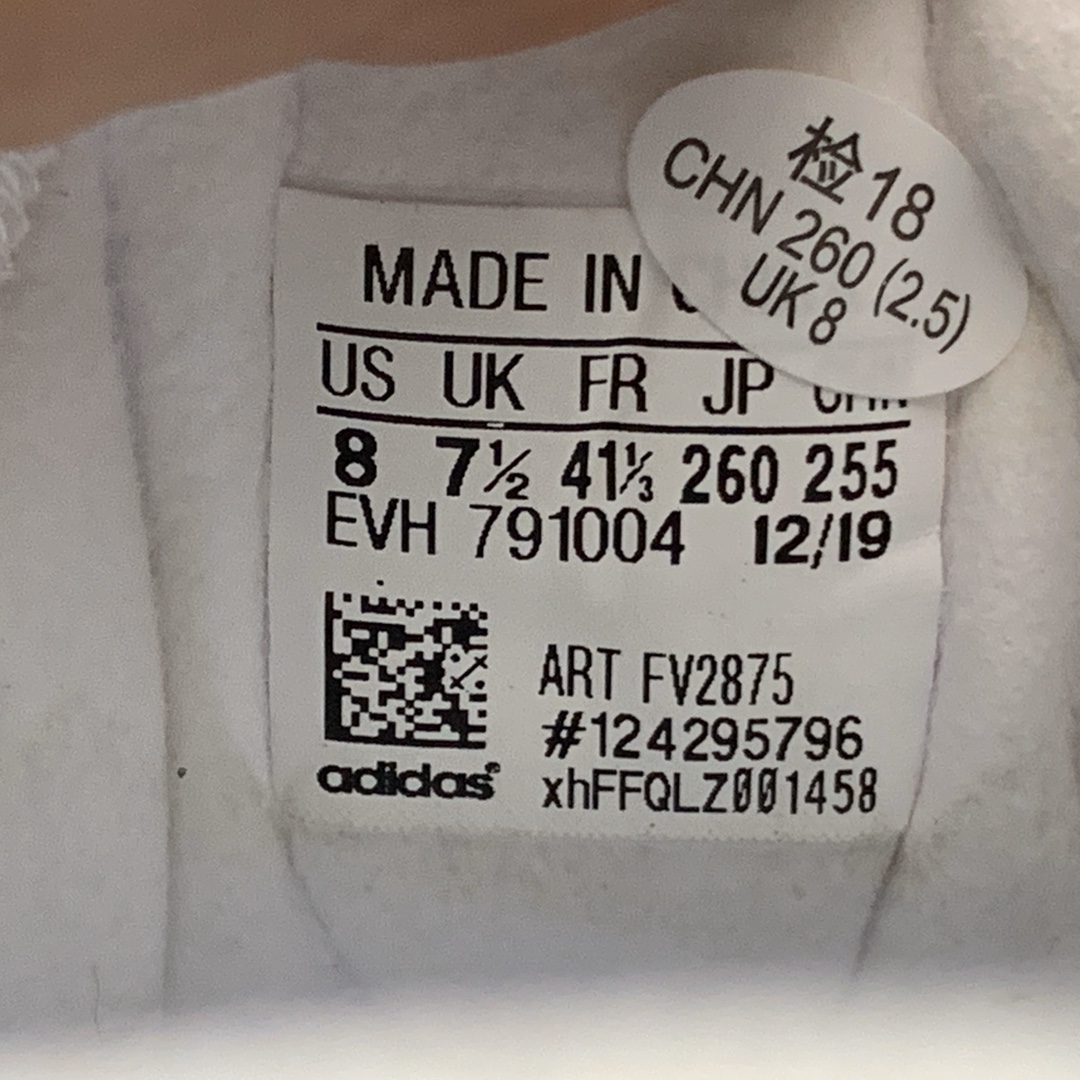 检18
CHN 260 (2.5)
UK 8
MADE IN
US UK FR JP CHN
8 7½ 41⅓ 260 255
EVH 791004 12/19
ART FV2875
#124295796
adidas® xhFFQLZ001458